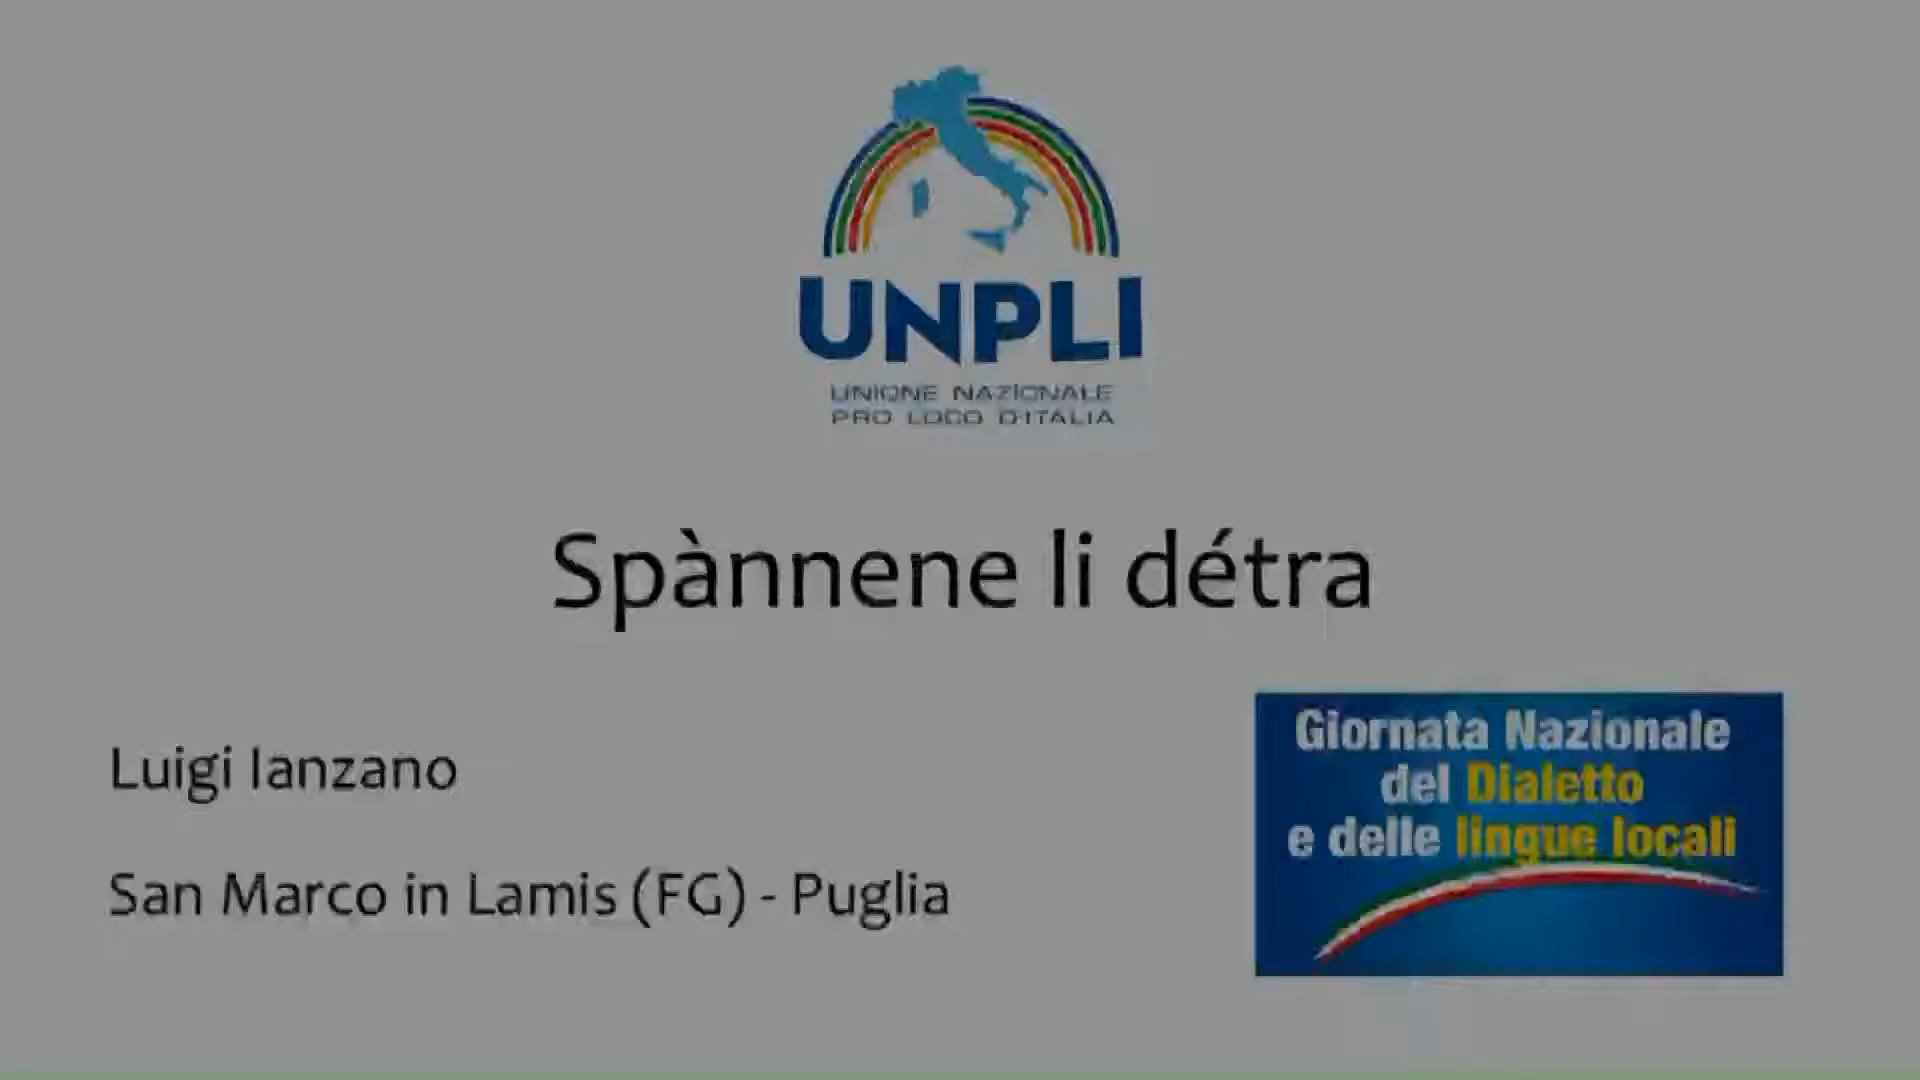 UNPLI
UNIONE NAZIONALE
PRO LOCO D'ITALIA
Spànnene li détra
Luigi Ianzano
San Marco in Lamis (FG) - Puglia
Giornata Nazionale
del Dialetto
e delle lingue locali